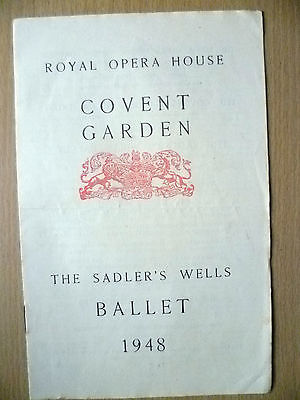 ROYAL OPERA HOUSE
COVENT
GARDEN
THE SADLER'S WELLS
BALLET
1948